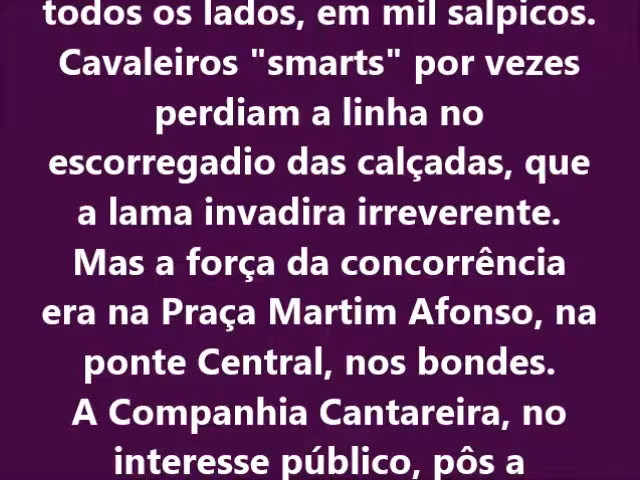 todos os lados, em mil salpicos.
Cavaleiros "smarts" por vezes
perdiam a linha no
escorregadio das calçadas, que
a lama invadira irreverente.
Mas a força da concorrência
era na Praça Martim Afonso, na
ponte Central, nos bondes.
A Companhia Cantareira, no
interesse público, pôs a